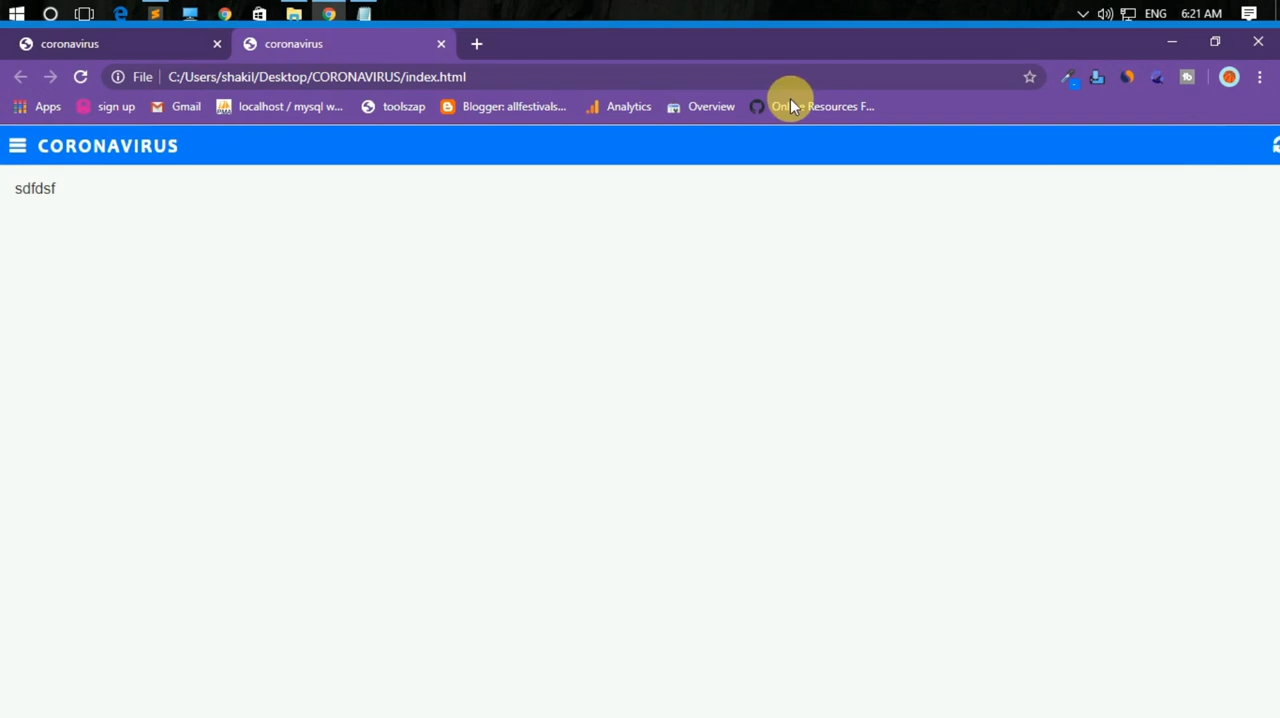 ENG 6:21 AM
coronavirus coronavirus
File C:/Users/shakil/Desktop/CORONAVIRUS/index.html
Apps sign up Gmail localhost / mysql w... toolszap Blogger: allfestivals... Analytics Overview Online Resources F...
CORONAVIRUS
sdfdsf